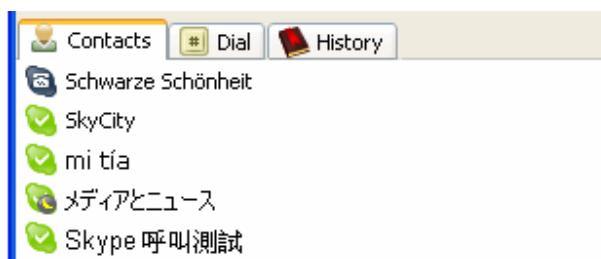 Contacts # Dial History
Schwarze Schönheit
SkyCity
mi tía
メディアとニュース
Skype 呼叫測試